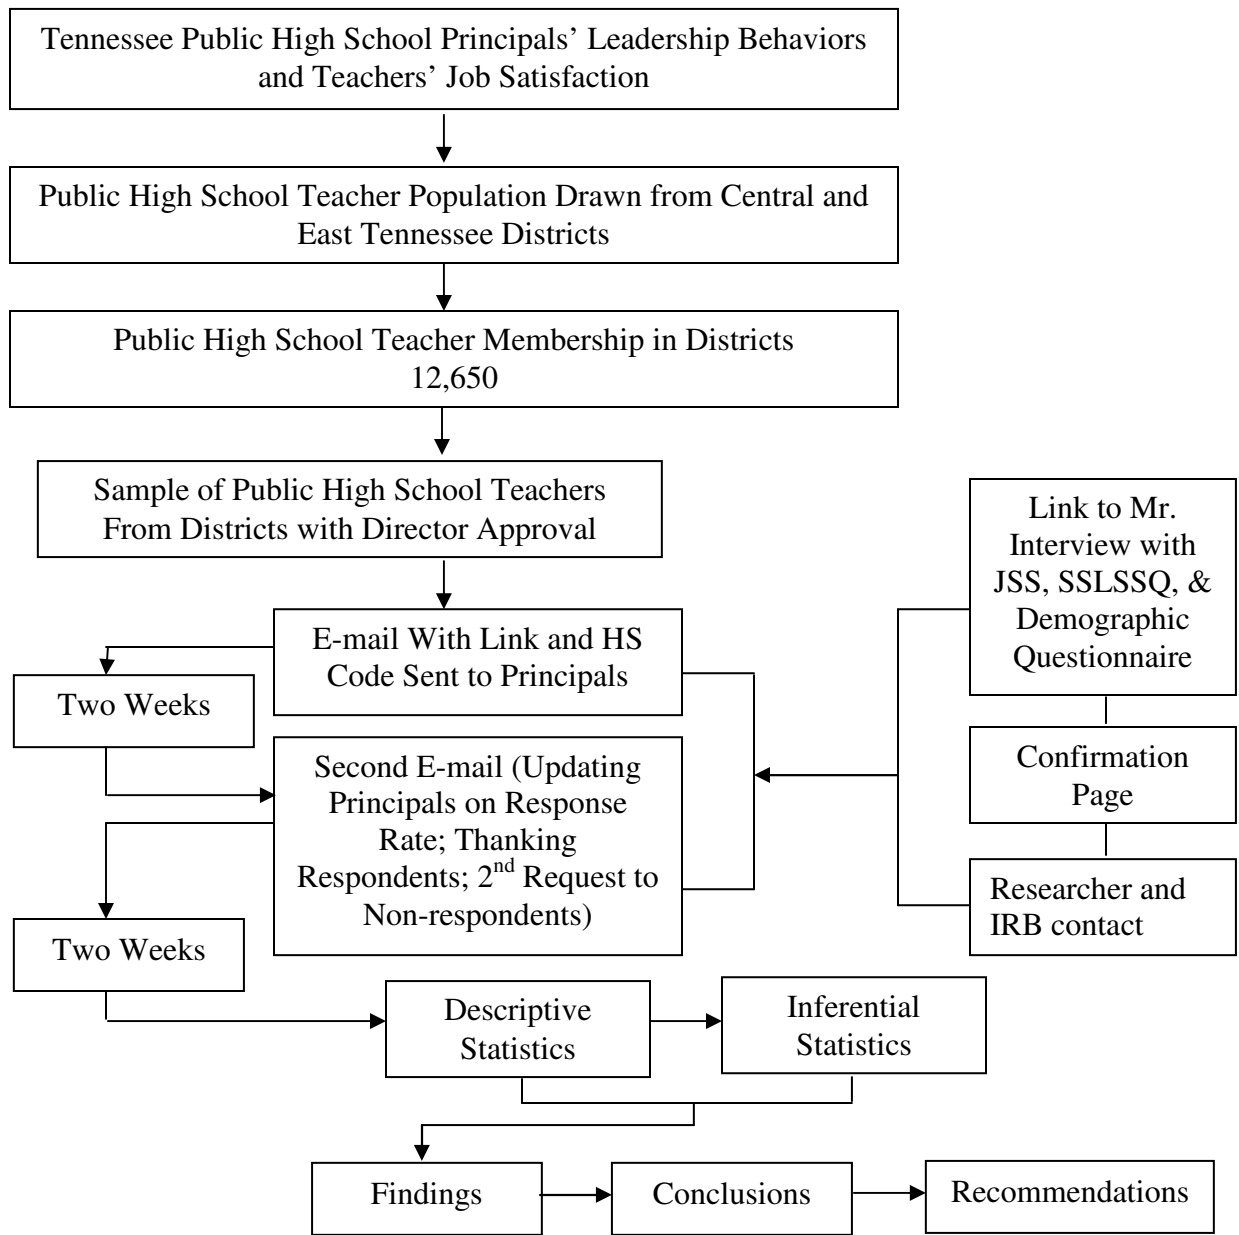 Tennessee Public High School Principals’ Leadership Behaviors
and Teachers’ Job Satisfaction
Public High School Teacher Population Drawn from Central and
East Tennessee Districts
Public High School Teacher Membership in Districts
12,650
Sample of Public High School Teachers
From Districts with Director Approval
Link to Mr.
Interview with
JSS, SSLSSQ, &
Demographic
Questionnaire
E-mail With Link and HS
Code Sent to Principals
Two Weeks
Confirmation
Page
Second E-mail (Updating
Principals on Response
Rate; Thanking
Respondents; 2nd Request to
Non-respondents)
Researcher and
IRB contact
Two Weeks
Descriptive
Statistics
Inferential
Statistics
Findings
Conclusions
Recommendations